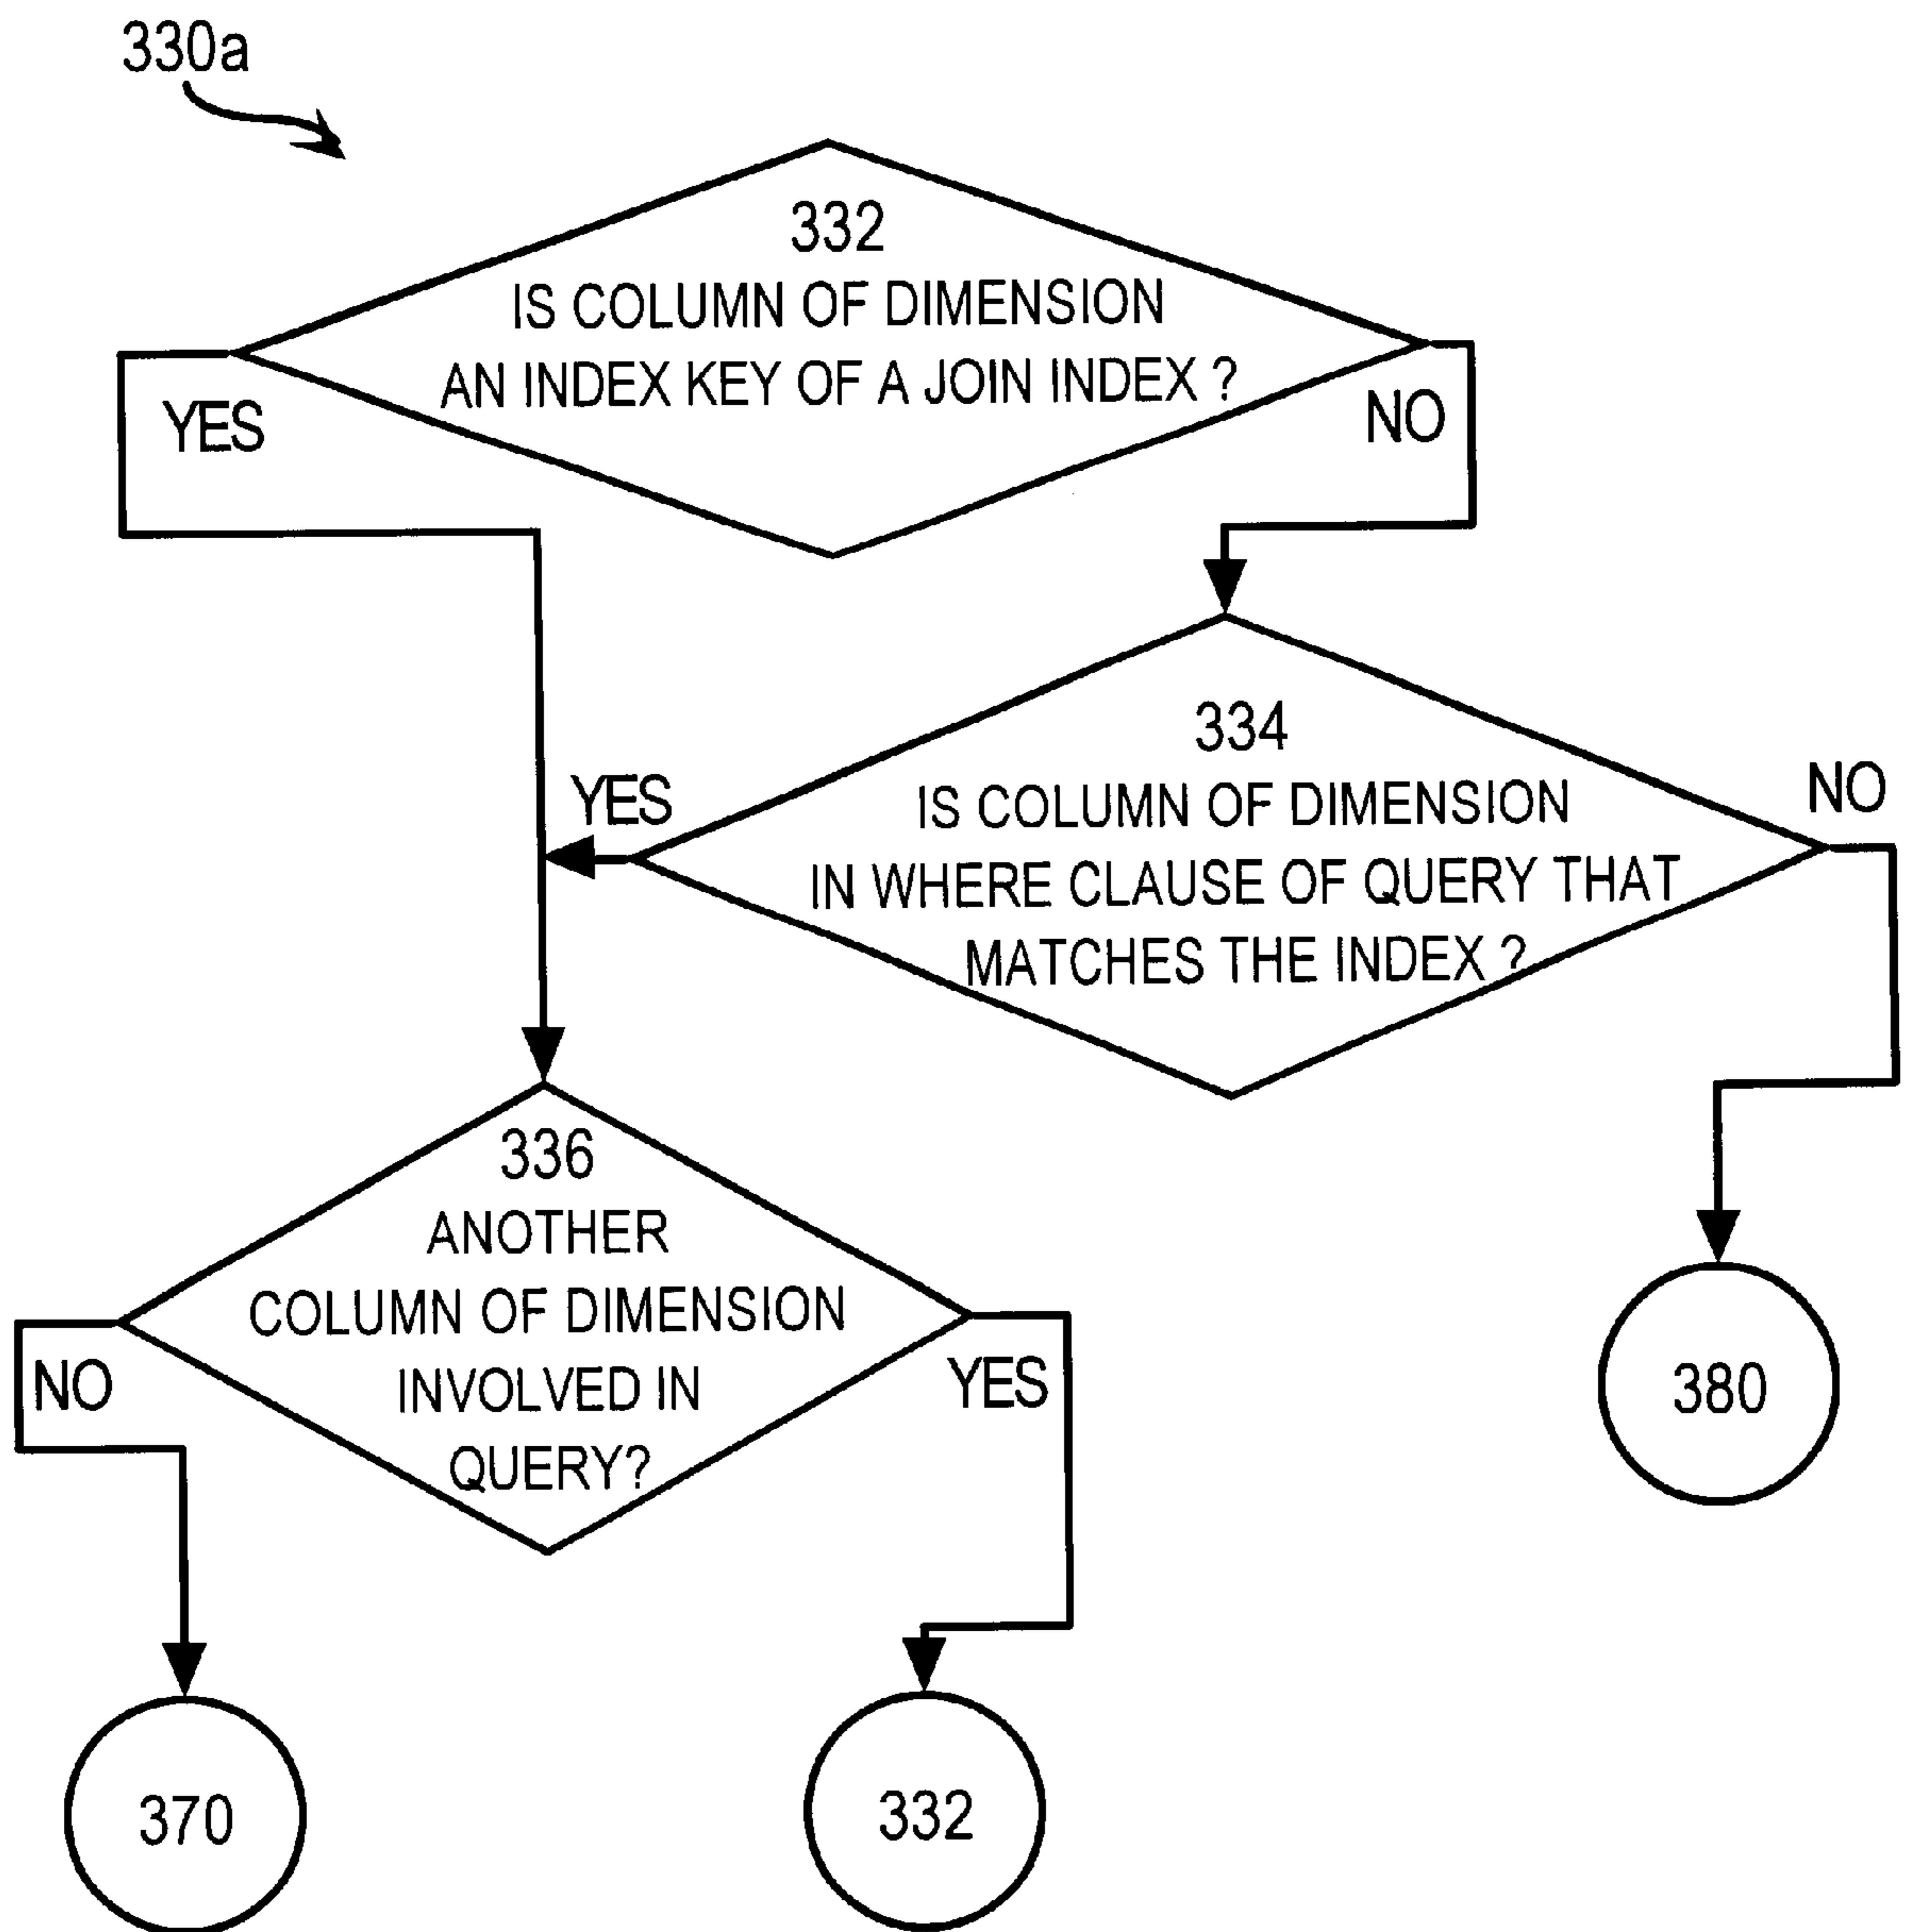 330a
332
IS COLUMN OF DIMENSION
AN INDEX KEY OF A JOIN INDEX ?
YES
NO
334
IS COLUMN OF DIMENSION
IN WHERE CLAUSE OF QUERY THAT
MATCHES THE INDEX ?
YES
NO
336
ANOTHER
COLUMN OF DIMENSION
INVOLVED IN
QUERY?
NO
YES
380
370
332